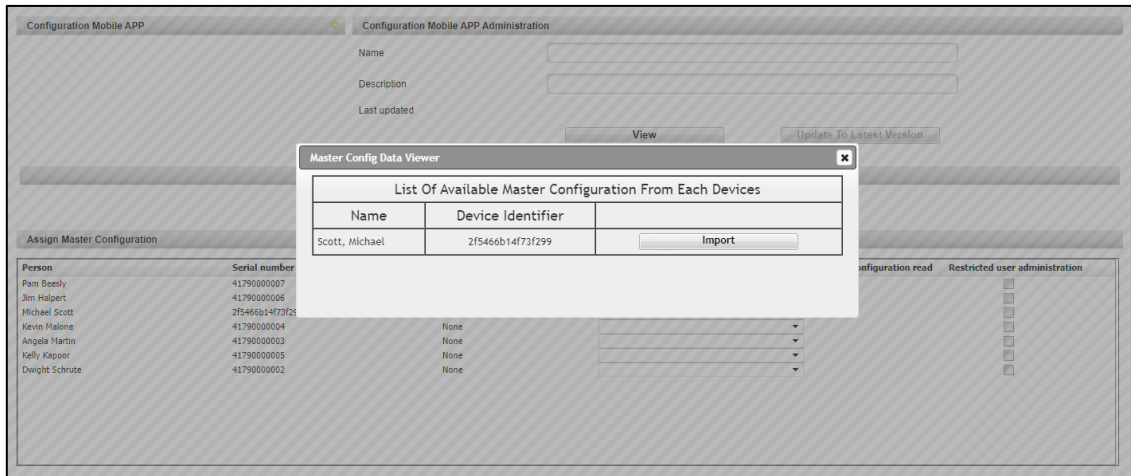 Configuration Mobile APP
Configuration Mobile APP Administration
Name
Description
Last updated
View Update To Latest Version
Master Config Data Viewer
List Of Available Master Configuration From Each Devices
Name Device Identifier
Scott, Michael 2f5466b14f73f299 Import
Assign Master Configuration
Person Serial number onfiguration read Restricted user administration
Pam Beesly 41790000007
Jim Halpert 41790000006
Michael Scott 2f5466b14f73f29
Kevin Malone 41790000004 None
Angela Martin 41790000003 None
Kelly Kapoor 41790000005 None
Dwight Schrute 41790000002 None